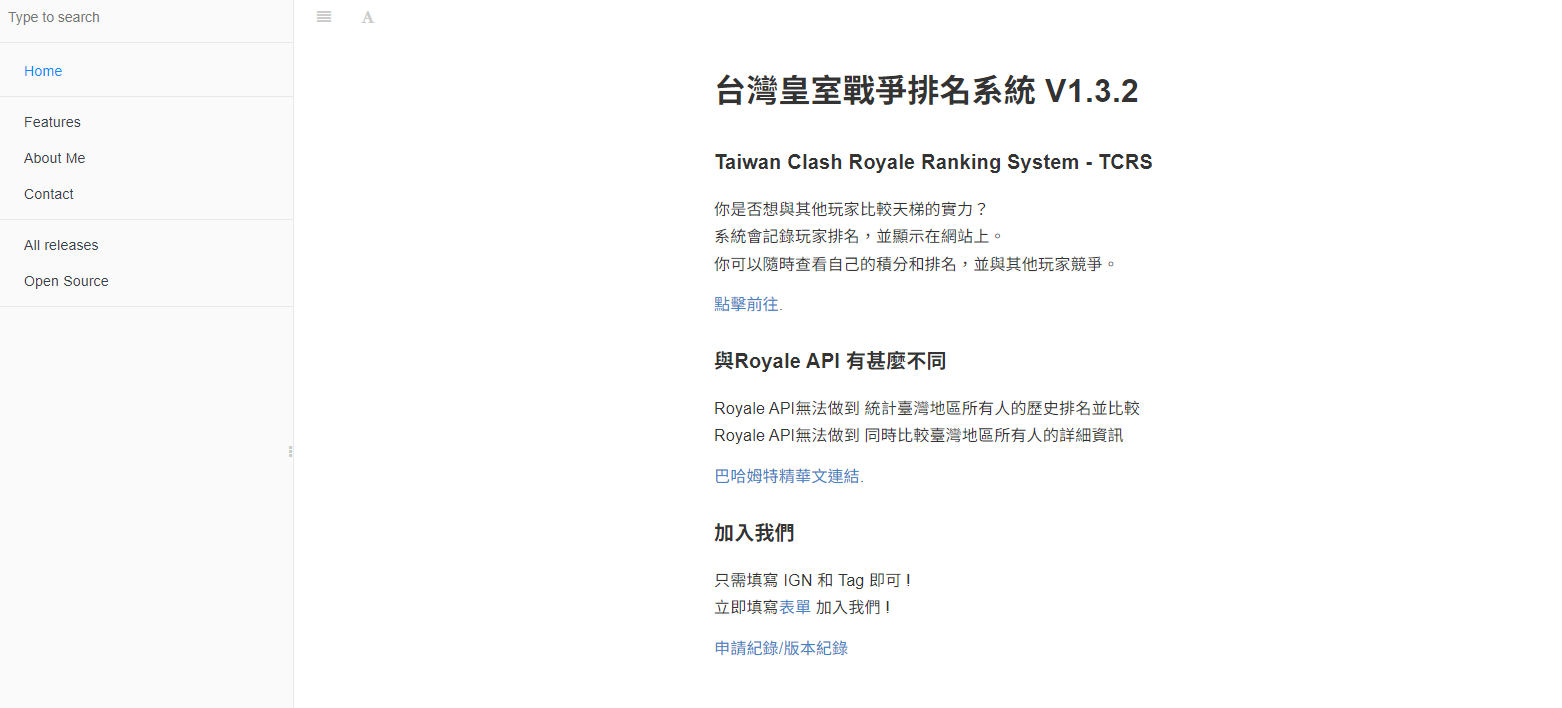 Type to search
Home
Features
About Me
Contact
All releases
Open Source
A
台灣皇室戰爭排名系統 V1.3.2
Taiwan Clash Royale Ranking System - TCRS
你是否想與其他玩家比較天梯的實力？
系統會記錄玩家排名，並顯示在網站上。
你可以隨時查看自己的積分和排名，並與其他玩家競爭。
點擊前往.
與Royale API 有甚麼不同
Royale API無法做到 統計臺灣地區所有人的歷史排名並比較
Royale API無法做到 同時比較臺灣地區所有人的詳細資訊
巴哈姆特精華文連結.
加入我們
只需填寫 IGN 和 Tag 即可 !
立即填寫表單 加入我們 !
申請紀錄/版本紀錄